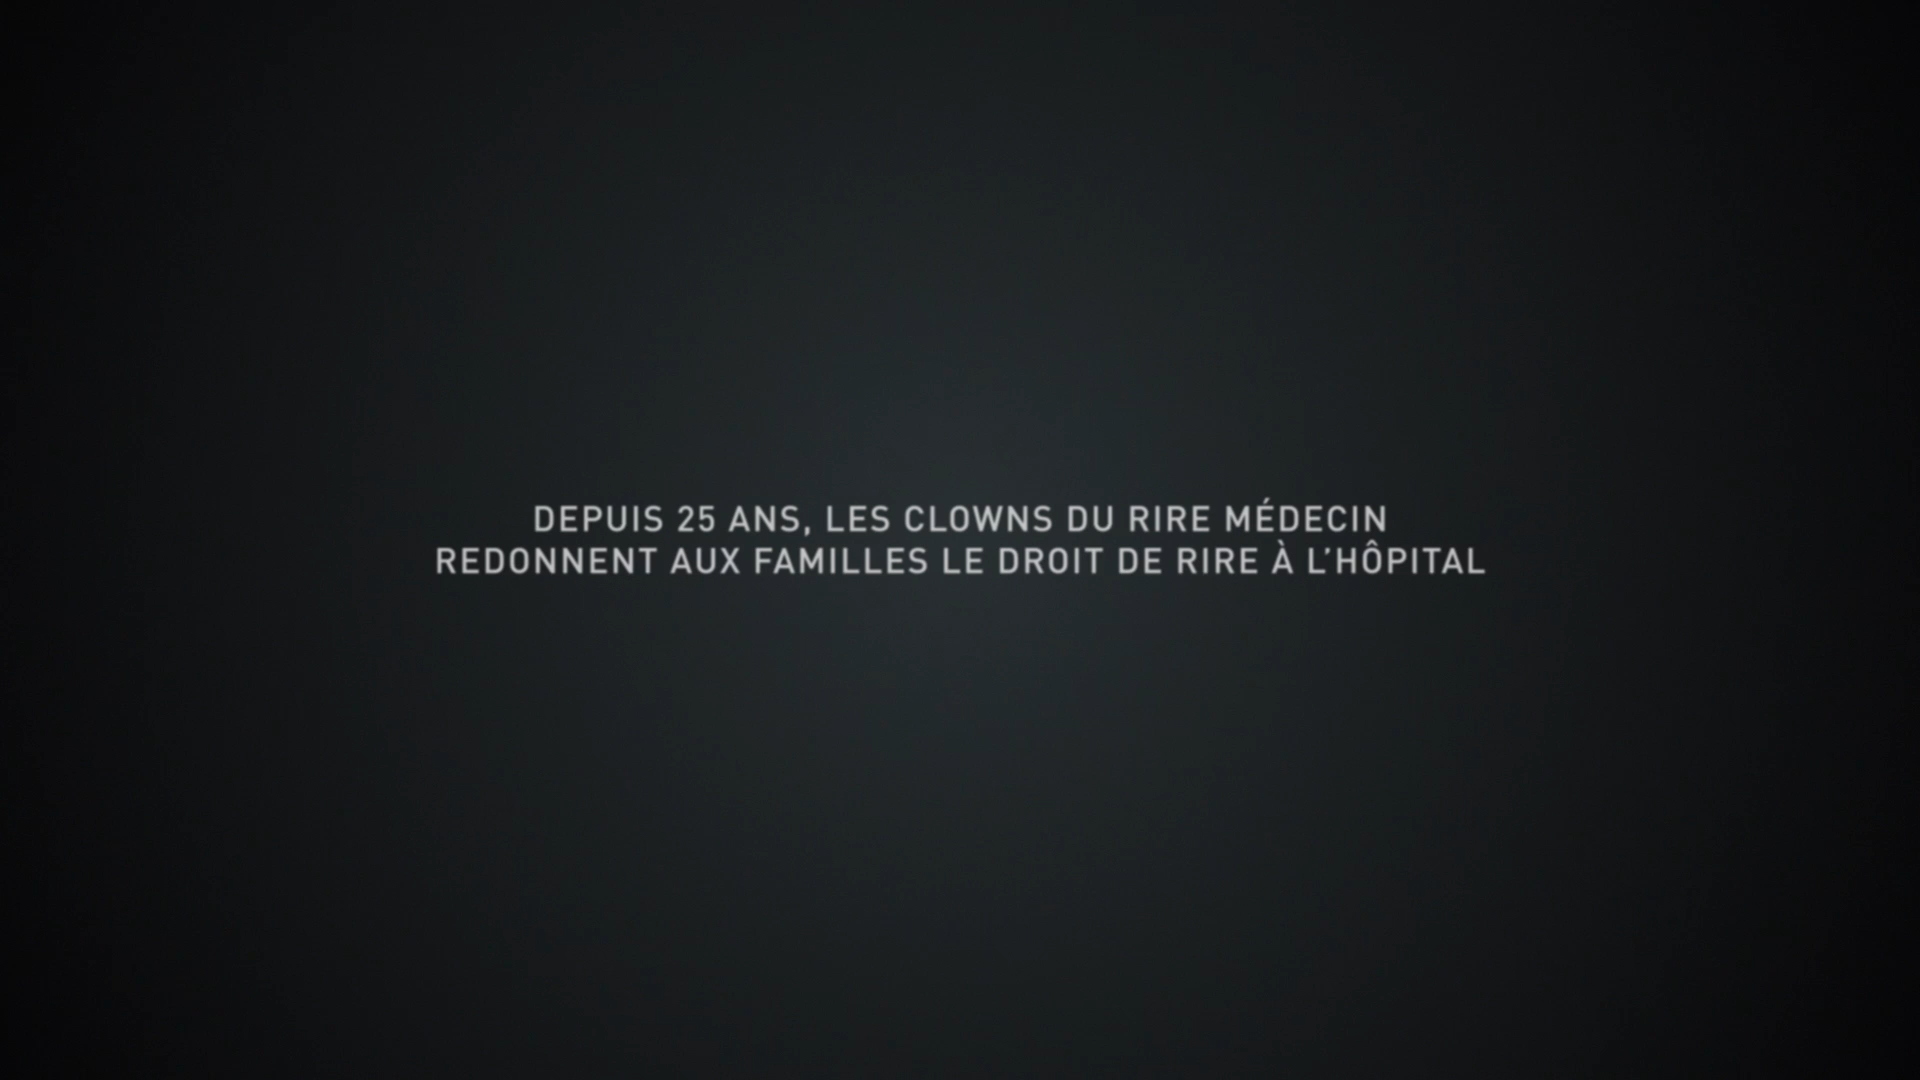 DEPUIS 25 ANS, LES CLOWNS DU RIRE MÉDECIN
REDONNENT AUX FAMILLES LE DROIT DE RIRE À L’HÔPITAL